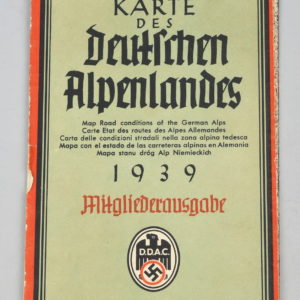 KARTE
DES
Deutschen
Alpenlandes
Map Road conditions of the German Alps
Carte Etat des routes des Alpes Allemandes
Carta delle condizioni stradali nella zona alpina tedesca
Mapa con el estado de las carreteras alpinas en Alemania
Mapa stanu dróg Alp Niemieckich
1939
Mitgliederausgabe
D.D.A.C.